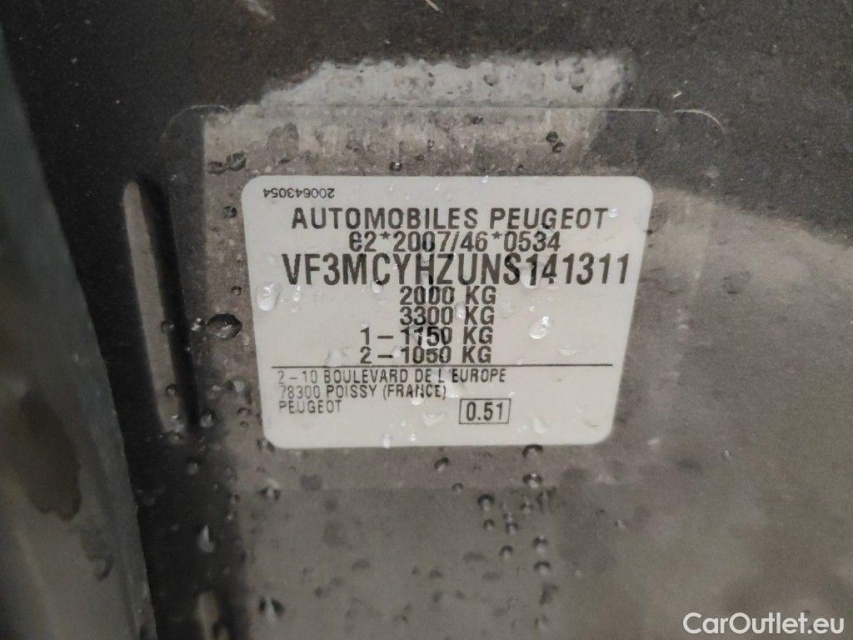 200643054
AUTOMOBILES PEUGEOT
e2*2007/46*0534
VF3MCYHZUNS141311
2000 KG
3300 KG
1-1150 KG
2-1050 KG
2-10 BOULEVARD DE L'EUROPE
78300 POISSY (FRANCE)
PEUGEOT
0.51
CarOutlet.eu